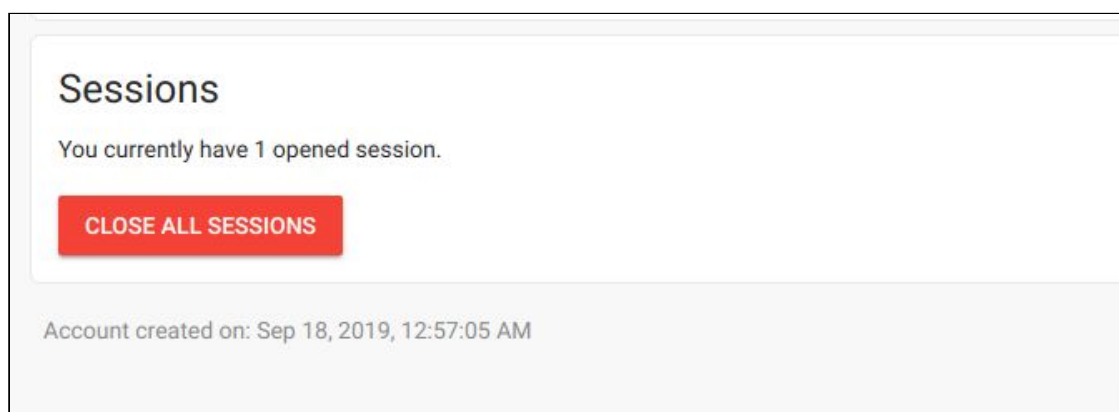 Sessions
You currently have 1 opened session.
CLOSE ALL SESSIONS
Account created on: Sep 18, 2019, 12:57:05 AM